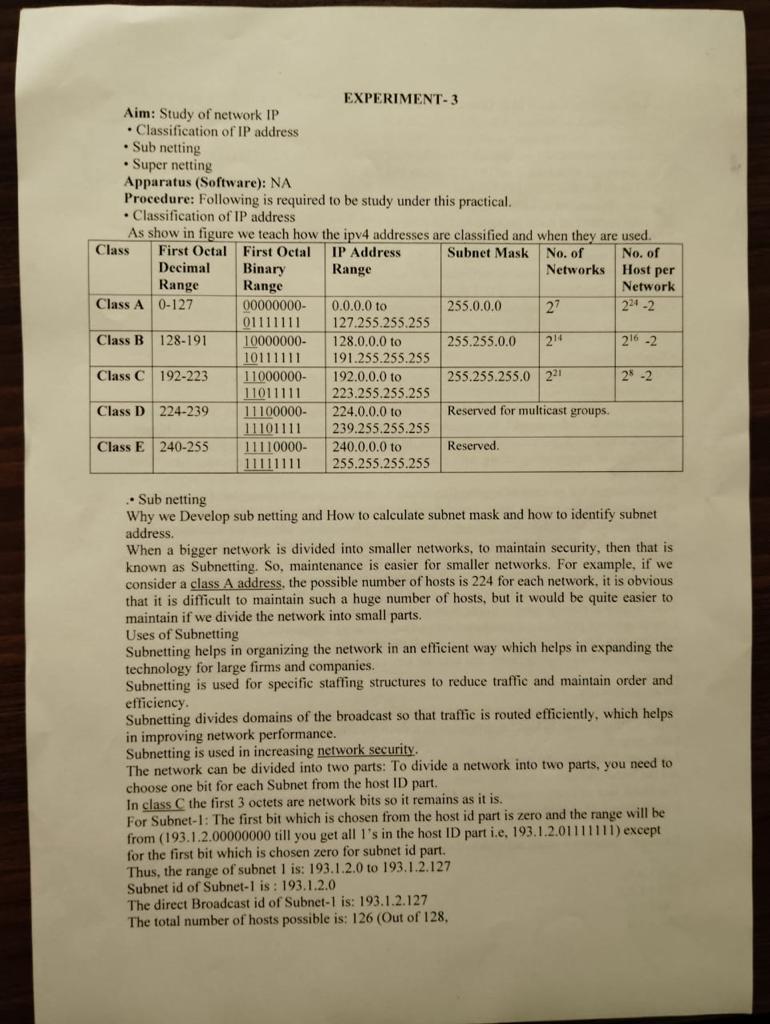 EXPERIMENT- 3
Aim: Study of network IP
• Classification of IP address
• Sub netting
• Super netting
Apparatus (Software): NA
Procedure: Following is required to be study under this practical.
• Classification of IP address
As show in figure we teach how the ipv4 addresses are classified and when they are used.
Class First Octal First Octal IP Address Subnet Mask No. of No. of
Decimal Binary Range Networks Host per
Range Range Network
Class A 0-127 00000000- 0.0.0.0 to 255.0.0.0 2⁷ 2²⁴ -2
01111111 127.255.255.255
Class B 128-191 10000000- 128.0.0.0 to 255.255.0.0 2¹⁴ 2¹⁶ -2
10111111 191.255.255.255
Class C 192-223 11000000- 192.0.0.0 to 255.255.255.0 2²¹ 2⁸ -2
11011111 223.255.255.255
Class D 224-239 11100000- 224.0.0.0 to Reserved for multicast groups.
11101111 239.255.255.255
Class E 240-255 11110000- 240.0.0.0 to Reserved.
11111111 255.255.255.255
.• Sub netting
Why we Develop sub netting and How to calculate subnet mask and how to identify subnet
address.
When a bigger network is divided into smaller networks, to maintain security, then that is
known as Subnetting. So, maintenance is easier for smaller networks. For example, if we
consider a class A address, the possible number of hosts is 224 for each network, it is obvious
that it is difficult to maintain such a huge number of hosts, but it would be quite easier to
maintain if we divide the network into small parts.
Uses of Subnetting
Subnetting helps in organizing the network in an efficient way which helps in expanding the
technology for large firms and companies.
Subnetting is used for specific staffing structures to reduce traffic and maintain order and
efficiency.
Subnetting divides domains of the broadcast so that traffic is routed efficiently, which helps
in improving network performance.
Subnetting is used in increasing network security.
The network can be divided into two parts: To divide a network into two parts, you need to
choose one bit for each Subnet from the host ID part.
In class C the first 3 octets are network bits so it remains as it is.
For Subnet-1: The first bit which is chosen from the host id part is zero and the range will be
from (193.1.2.00000000 till you get all 1's in the host ID part i.e, 193.1.2.01111111) except
for the first bit which is chosen zero for subnet id part.
Thus, the range of subnet 1 is: 193.1.2.0 to 193.1.2.127
Subnet id of Subnet-1 is : 193.1.2.0
The direct Broadcast id of Subnet-1 is: 193.1.2.127
The total number of hosts possible is: 126 (Out of 128,